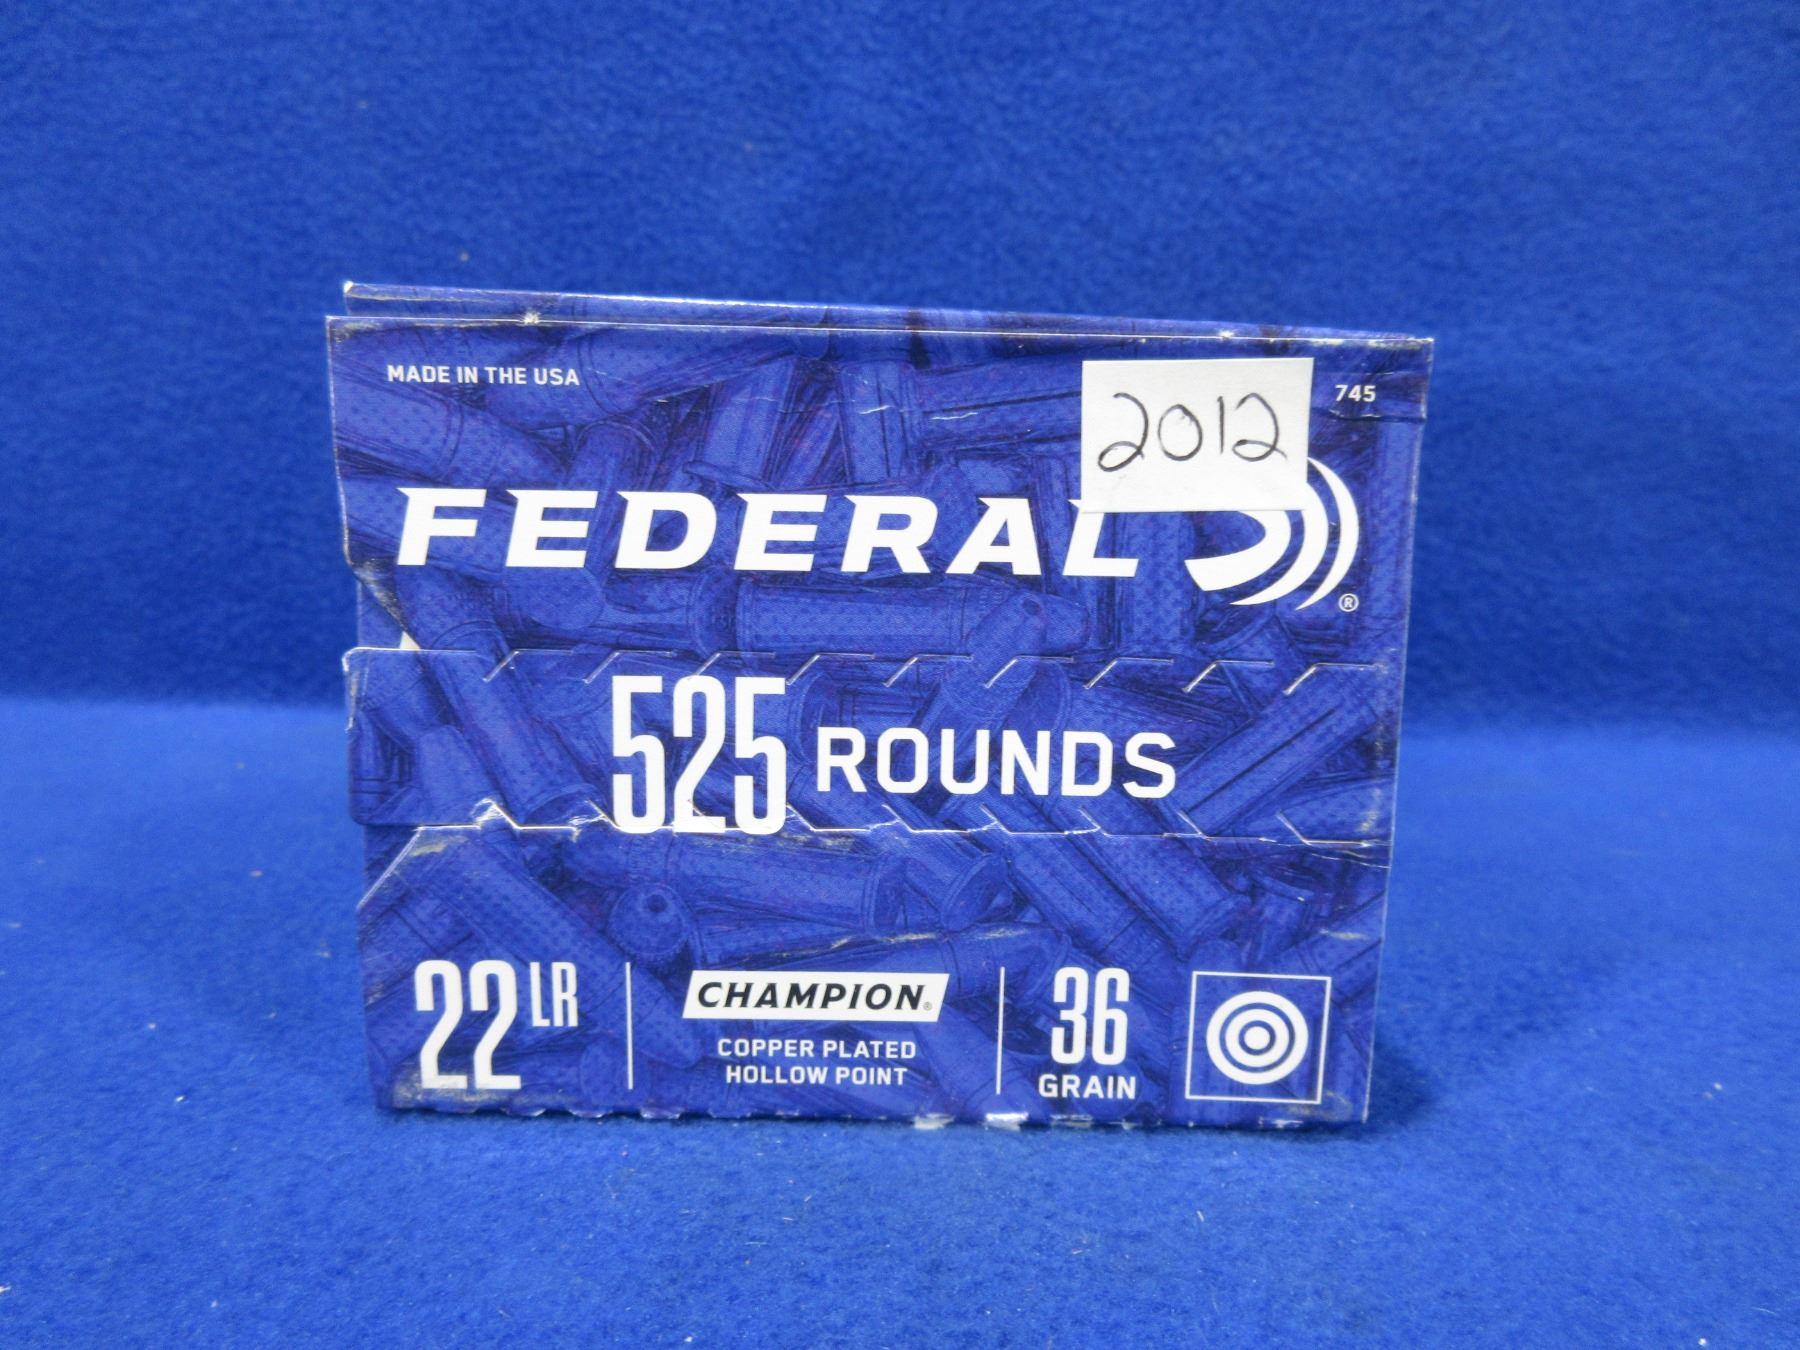 MADE IN THE USA
2012
745
FEDERAL
®
525 ROUNDS
22 LR
CHAMPION®
COPPER PLATED
HOLLOW POINT
36
GRAIN